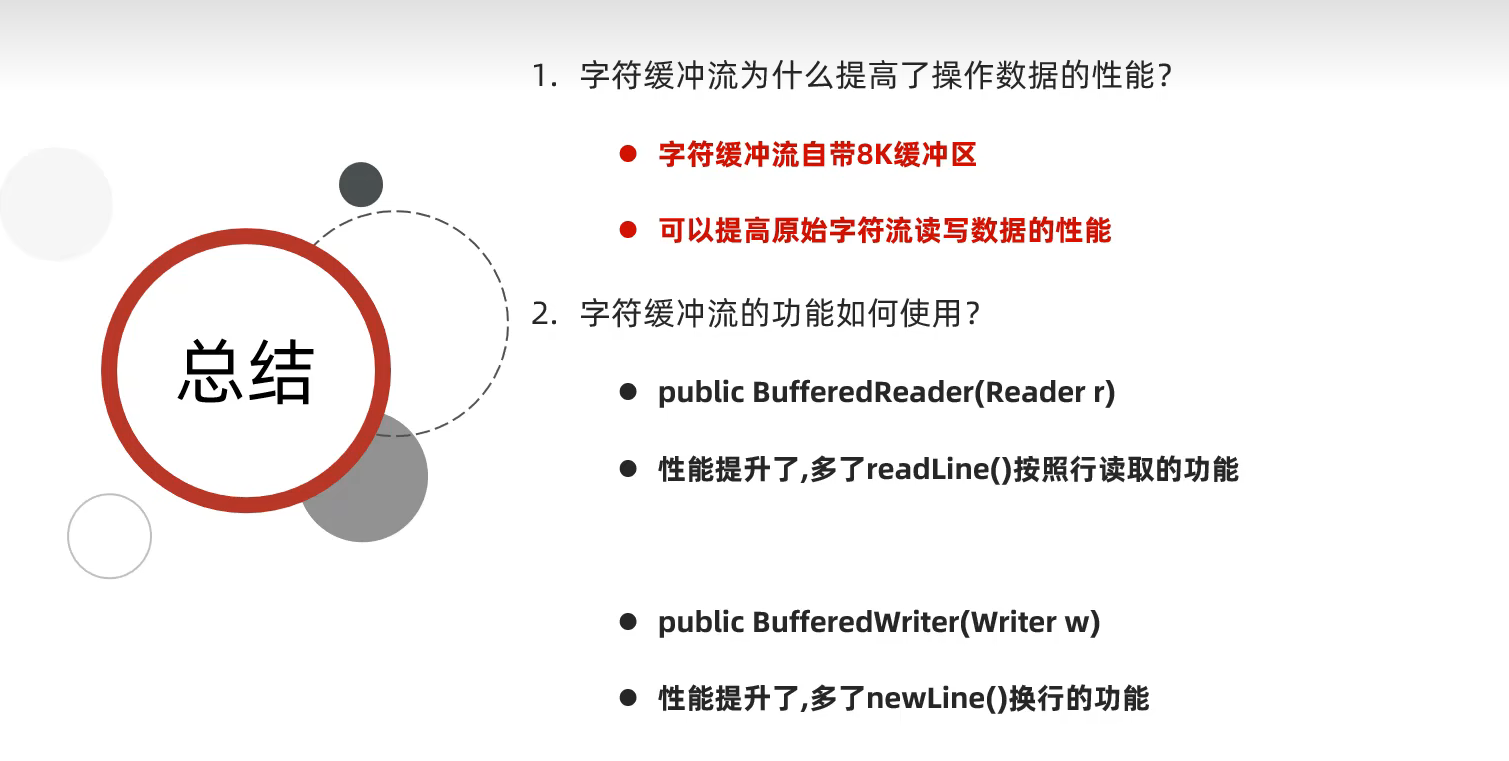 总结
1. 字符缓冲流为什么提高了操作数据的性能？
● 字符缓冲流自带8K缓冲区
● 可以提高原始字符流读写数据的性能
2. 字符缓冲流的功能如何使用？
● public BufferedReader(Reader r)
● 性能提升了,多了readLine()按照行读取的功能
● public BufferedWriter(Writer w)
● 性能提升了,多了newLine()换行的功能